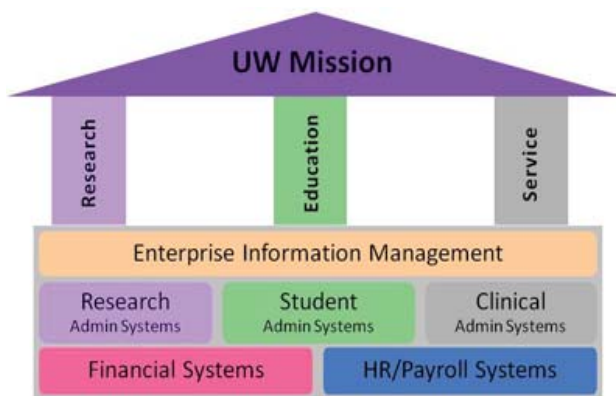 UW Mission
Research
Education
Service
Enterprise Information Management
Research
Admin Systems
Student
Admin Systems
Clinical
Admin Systems
Financial Systems
HR/Payroll Systems